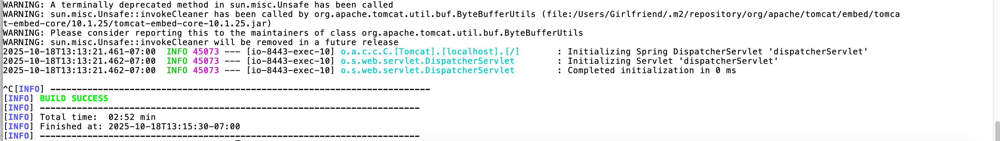 WARNING: A terminally deprecated method in sun.misc.Unsafe has been called
WARNING: sun.misc.Unsafe::invokeCleaner has been called by org.apache.tomcat.util.buf.ByteBufferUtils (file:/Users/Girlfriend/.m2/repository/org/apache/tomcat/embed/tomca
t-embed-core/10.1.25/tomcat-embed-core-10.1.25.jar)
WARNING: Please consider reporting this to the maintainers of class org.apache.tomcat.util.buf.ByteBufferUtils
WARNING: sun.misc.Unsafe::invokeCleaner will be removed in a future release
2025-10-18T13:13:21.461-07:00  INFO 45073 --- [io-8443-exec-10] o.a.c.c.C.[Tomcat].[localhost].[/]       : Initializing Spring DispatcherServlet 'dispatcherServlet'
2025-10-18T13:13:21.462-07:00  INFO 45073 --- [io-8443-exec-10] o.s.web.servlet.DispatcherServlet        : Initializing Servlet 'dispatcherServlet'
2025-10-18T13:13:21.462-07:00  INFO 45073 --- [io-8443-exec-10] o.s.web.servlet.DispatcherServlet        : Completed initialization in 0 ms
^C[INFO] ------------------------------------------------------------------------
[INFO] BUILD SUCCESS
[INFO] ------------------------------------------------------------------------
[INFO] Total time:  02:52 min
[INFO] Finished at: 2025-10-18T13:15:30-07:00
[INFO] ------------------------------------------------------------------------